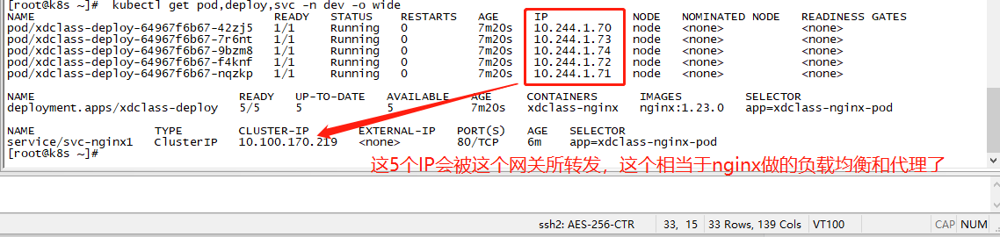 [root@k8s ~]#  kubectl get pod,deploy,svc -n dev -o wide
NAME READY STATUS RESTARTS AGE IP NODE NOMINATED NODE READINESS GATES
pod/xdclass-deploy-64967f6b67-42zj5 1/1 Running 0 7m20s 10.244.1.70 node <none> <none>
pod/xdclass-deploy-64967f6b67-7r6nt 1/1 Running 0 7m20s 10.244.1.73 node <none> <none>
pod/xdclass-deploy-64967f6b67-9bzm8 1/1 Running 0 7m20s 10.244.1.74 node <none> <none>
pod/xdclass-deploy-64967f6b67-f4knf 1/1 Running 0 7m20s 10.244.1.72 node <none> <none>
pod/xdclass-deploy-64967f6b67-nqzkp 1/1 Running 0 7m20s 10.244.1.71 node <none> <none>
NAME READY UP-TO-DATE AVAILABLE AGE CONTAINERS IMAGES SELECTOR
deployment.apps/xdclass-deploy 5/5 5 5 7m20s xdclass-nginx nginx:1.23.0 app=xdclass-nginx-pod
NAME TYPE CLUSTER-IP EXTERNAL-IP PORT(S) AGE SELECTOR
service/svc-nginx1 ClusterIP 10.100.170.219 <none> 80/TCP 6m app=xdclass-nginx-pod
[root@k8s ~]#
这5个IP会被这个网关所转发，这个相当于nginx做的负载均衡和代理了
ssh2: AES-256-CTR 33, 15 33 Rows, 139 Cols VT100 CAP NUM